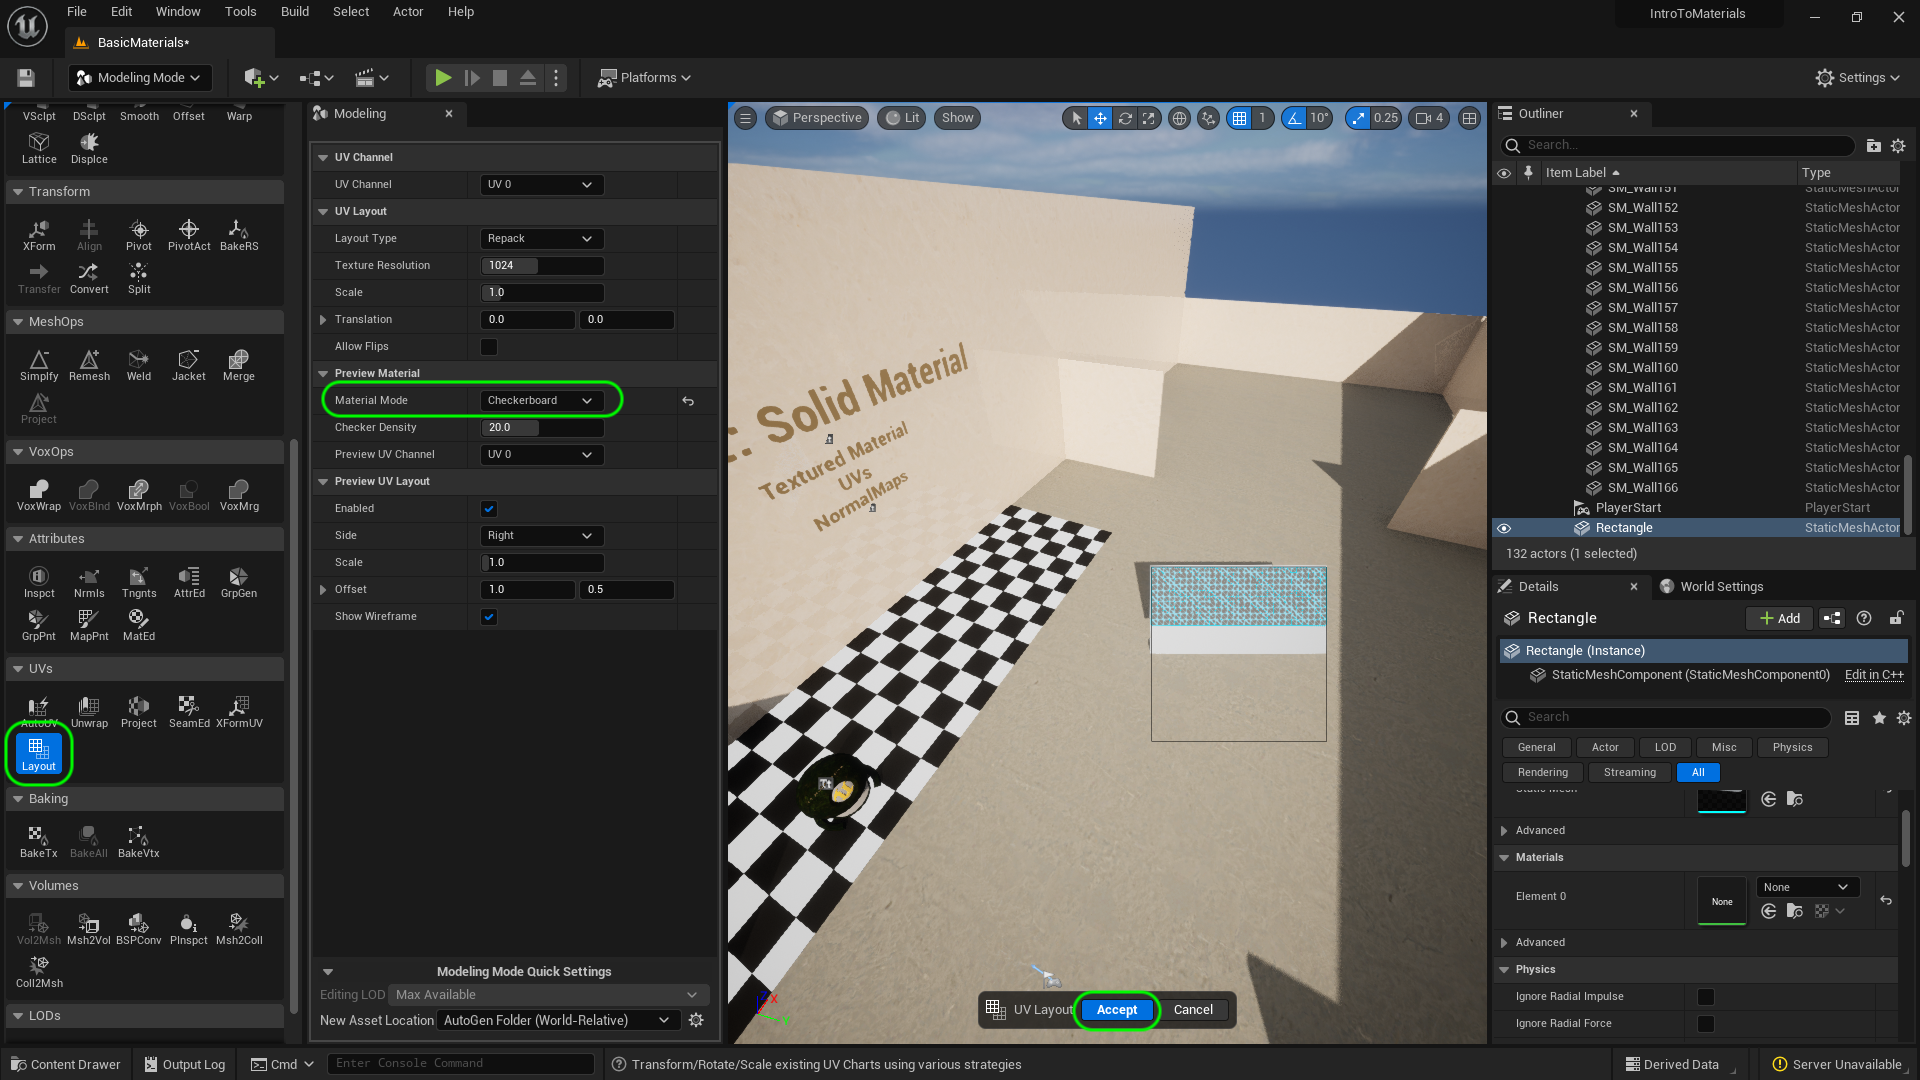 File Edit Window Tools Build Select Actor Help
IntroToMaterials
BasicMaterials*
Modeling Mode
Platforms
Settings
VSclpt DSclpt Smooth Offset Warp
Lattice Displce
Transform
XForm Align Pivot PivotAct BakeRS
Transfer Convert Split
MeshOps
Simplfy Remesh Weld Jacket Merge
Project
VoxOps
VoxWrap VoxBlnd VoxMrph VoxBool VoxMrg
Attributes
Inspct Nrmls Tngnts AttrEd GrpGen
GrpPnt MapPnt MatEd
UVs
AutoUV Unwrap Project SeamEd XFormUV
Layout
Baking
BakeTx BakeAll BakeVtx
Volumes
Vol2Msh Msh2Vol BSPConv PInspct Msh2Coll
Coll2Msh
LODs
Modeling
UV Channel
UV Channel UV 0
UV Layout
Layout Type Repack
Texture Resolution 1024
Scale 1.0
Translation 0.0 0.0
Allow Flips
Preview Material
Material Mode Checkerboard
Checker Density 20.0
Preview UV Channel UV 0
Preview UV Layout
Enabled
Side Right
Scale 1.0
Offset 1.0 0.5
Show Wireframe
Modeling Mode Quick Settings
Editing LOD Max Available
New Asset Location AutoGen Folder (World-Relative)
Perspective Lit Show 1 10° 0.25 4
: Solid Material
Textured Material
UVs
NormalMaps
Tt
X
UV Layout Accept Cancel
Outliner
Search...
Item Label Type
SM_Wall151 StaticMeshActor
SM_Wall152 StaticMeshActor
SM_Wall153 StaticMeshActor
SM_Wall154 StaticMeshActor
SM_Wall155 StaticMeshActor
SM_Wall156 StaticMeshActor
SM_Wall157 StaticMeshActor
SM_Wall158 StaticMeshActor
SM_Wall159 StaticMeshActor
SM_Wall160 StaticMeshActor
SM_Wall161 StaticMeshActor
SM_Wall162 StaticMeshActor
SM_Wall163 StaticMeshActor
SM_Wall164 StaticMeshActor
SM_Wall165 StaticMeshActor
SM_Wall166 StaticMeshActor
PlayerStart PlayerStart
Rectangle StaticMeshActor
132 actors (1 selected)
Details World Settings
Rectangle Add
Rectangle (Instance)
StaticMeshComponent (StaticMeshComponent0) Edit in C++
Search
General Actor LOD Misc Physics
Rendering Streaming All
Static Mesh
Advanced
Materials
Element 0 None None
Advanced
Physics
Ignore Radial Impulse
Ignore Radial Force
Content Drawer Output Log Cmd Enter Console Command Transform/Rotate/Scale existing UV Charts using various strategies Derived Data Server Unavailable